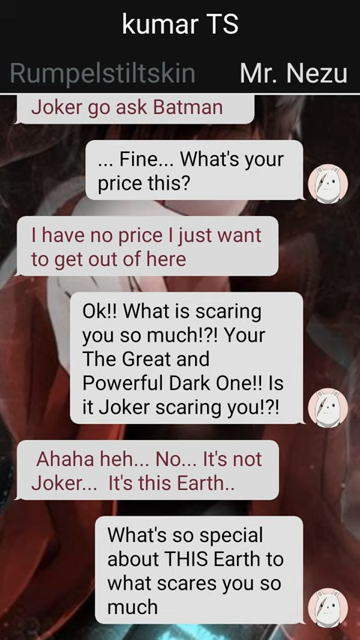 kumar TS
Rumpelstiltskin Mr. Nezu
Joker go ask Batman
... Fine... What's your
price this?
I have no price I just want
to get out of here
Ok!! What is scaring
you so much!?! Your
The Great and
Powerful Dark One!! Is
it Joker scaring you!?!
Ahaha heh... No... It's not
Joker... It's this Earth..
What's so special
about THIS Earth to
what scares you so
much